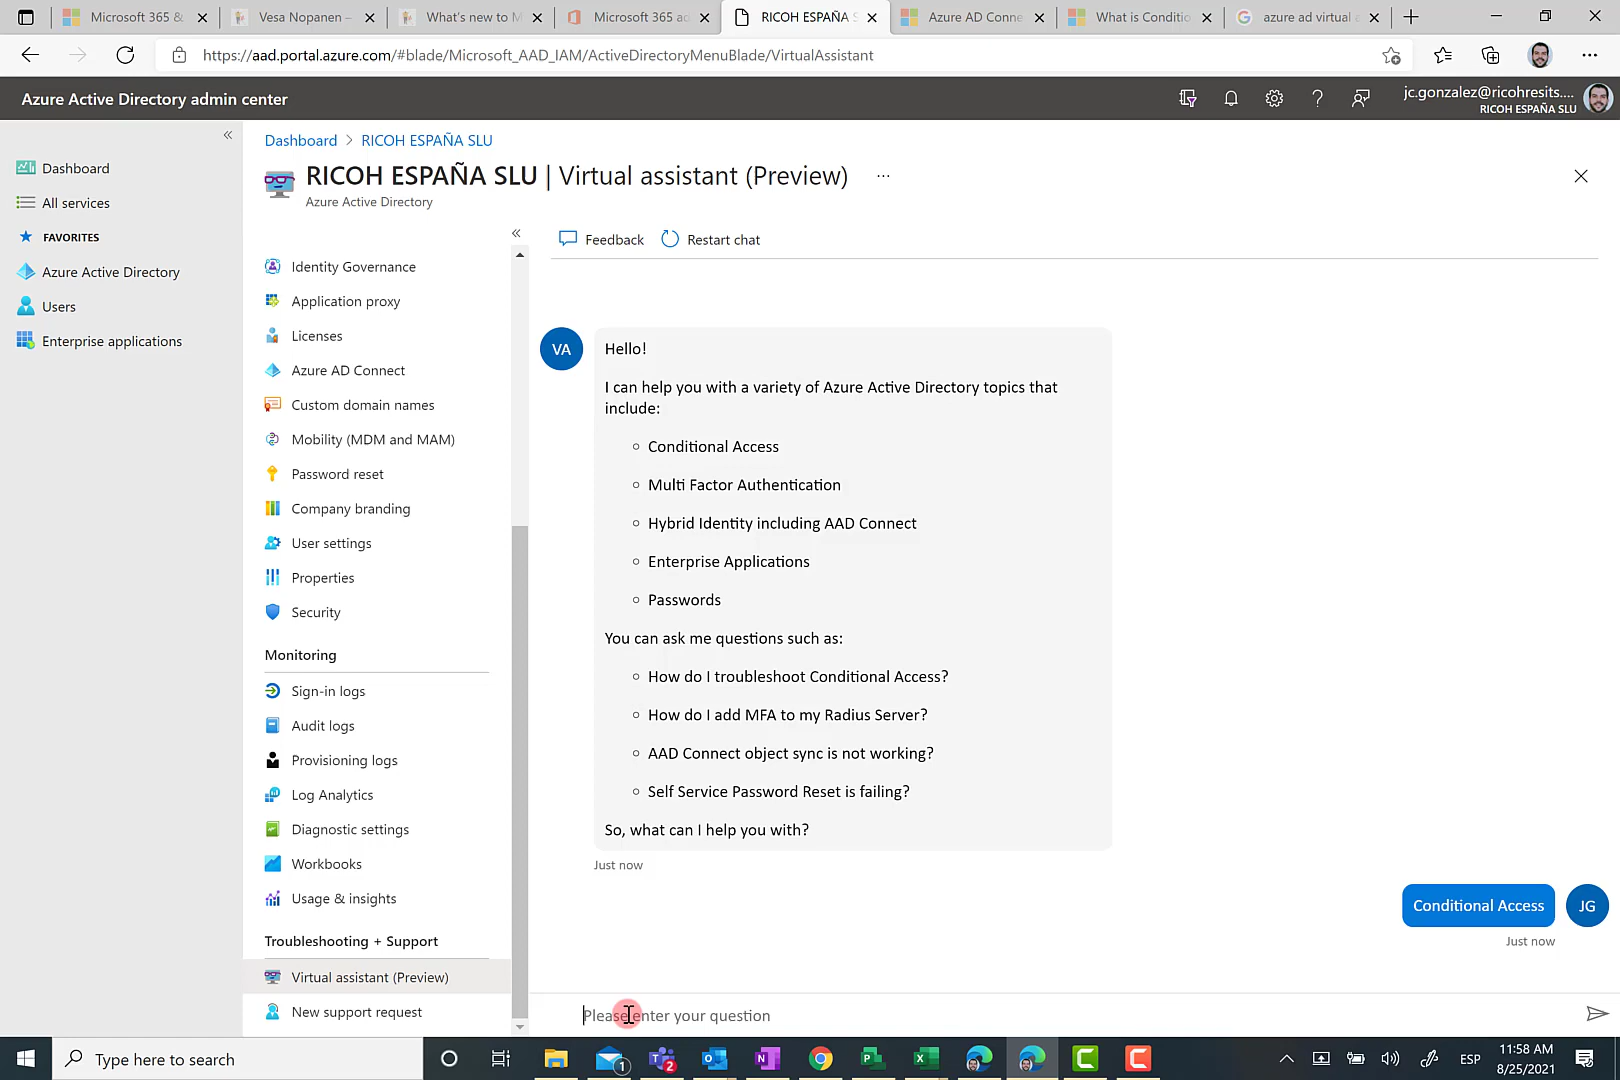 Microsoft 365 &
Vesa Nopanen –
What's new to M
Microsoft 365 ad
RICOH ESPAÑA S
Azure AD Conne
What is Conditio
azure ad virtual a
https://aad.portal.azure.com/#blade/Microsoft_AAD_IAM/ActiveDirectoryMenuBlade/VirtualAssistant
Azure Active Directory admin center
jc.gonzalez@ricohresits....
RICOH ESPAÑA SLU
Dashboard
All services
FAVORITES
Azure Active Directory
Users
Enterprise applications
Dashboard > RICOH ESPAÑA SLU
RICOH ESPAÑA SLU | Virtual assistant (Preview) ...
Azure Active Directory
Identity Governance
Application proxy
Licenses
Azure AD Connect
Custom domain names
Mobility (MDM and MAM)
Password reset
Company branding
User settings
Properties
Security
Monitoring
Sign-in logs
Audit logs
Provisioning logs
Log Analytics
Diagnostic settings
Workbooks
Usage & insights
Troubleshooting + Support
Virtual assistant (Preview)
New support request
Feedback
Restart chat
VA
Hello!
I can help you with a variety of Azure Active Directory topics that
include:
Conditional Access
Multi Factor Authentication
Hybrid Identity including AAD Connect
Enterprise Applications
Passwords
You can ask me questions such as:
How do I troubleshoot Conditional Access?
How do I add MFA to my Radius Server?
AAD Connect object sync is not working?
Self Service Password Reset is failing?
So, what can I help you with?
Just now
Conditional Access
JG
Just now
Please enter your question
Type here to search
1
2
ESP
11:58 AM
8/25/2021